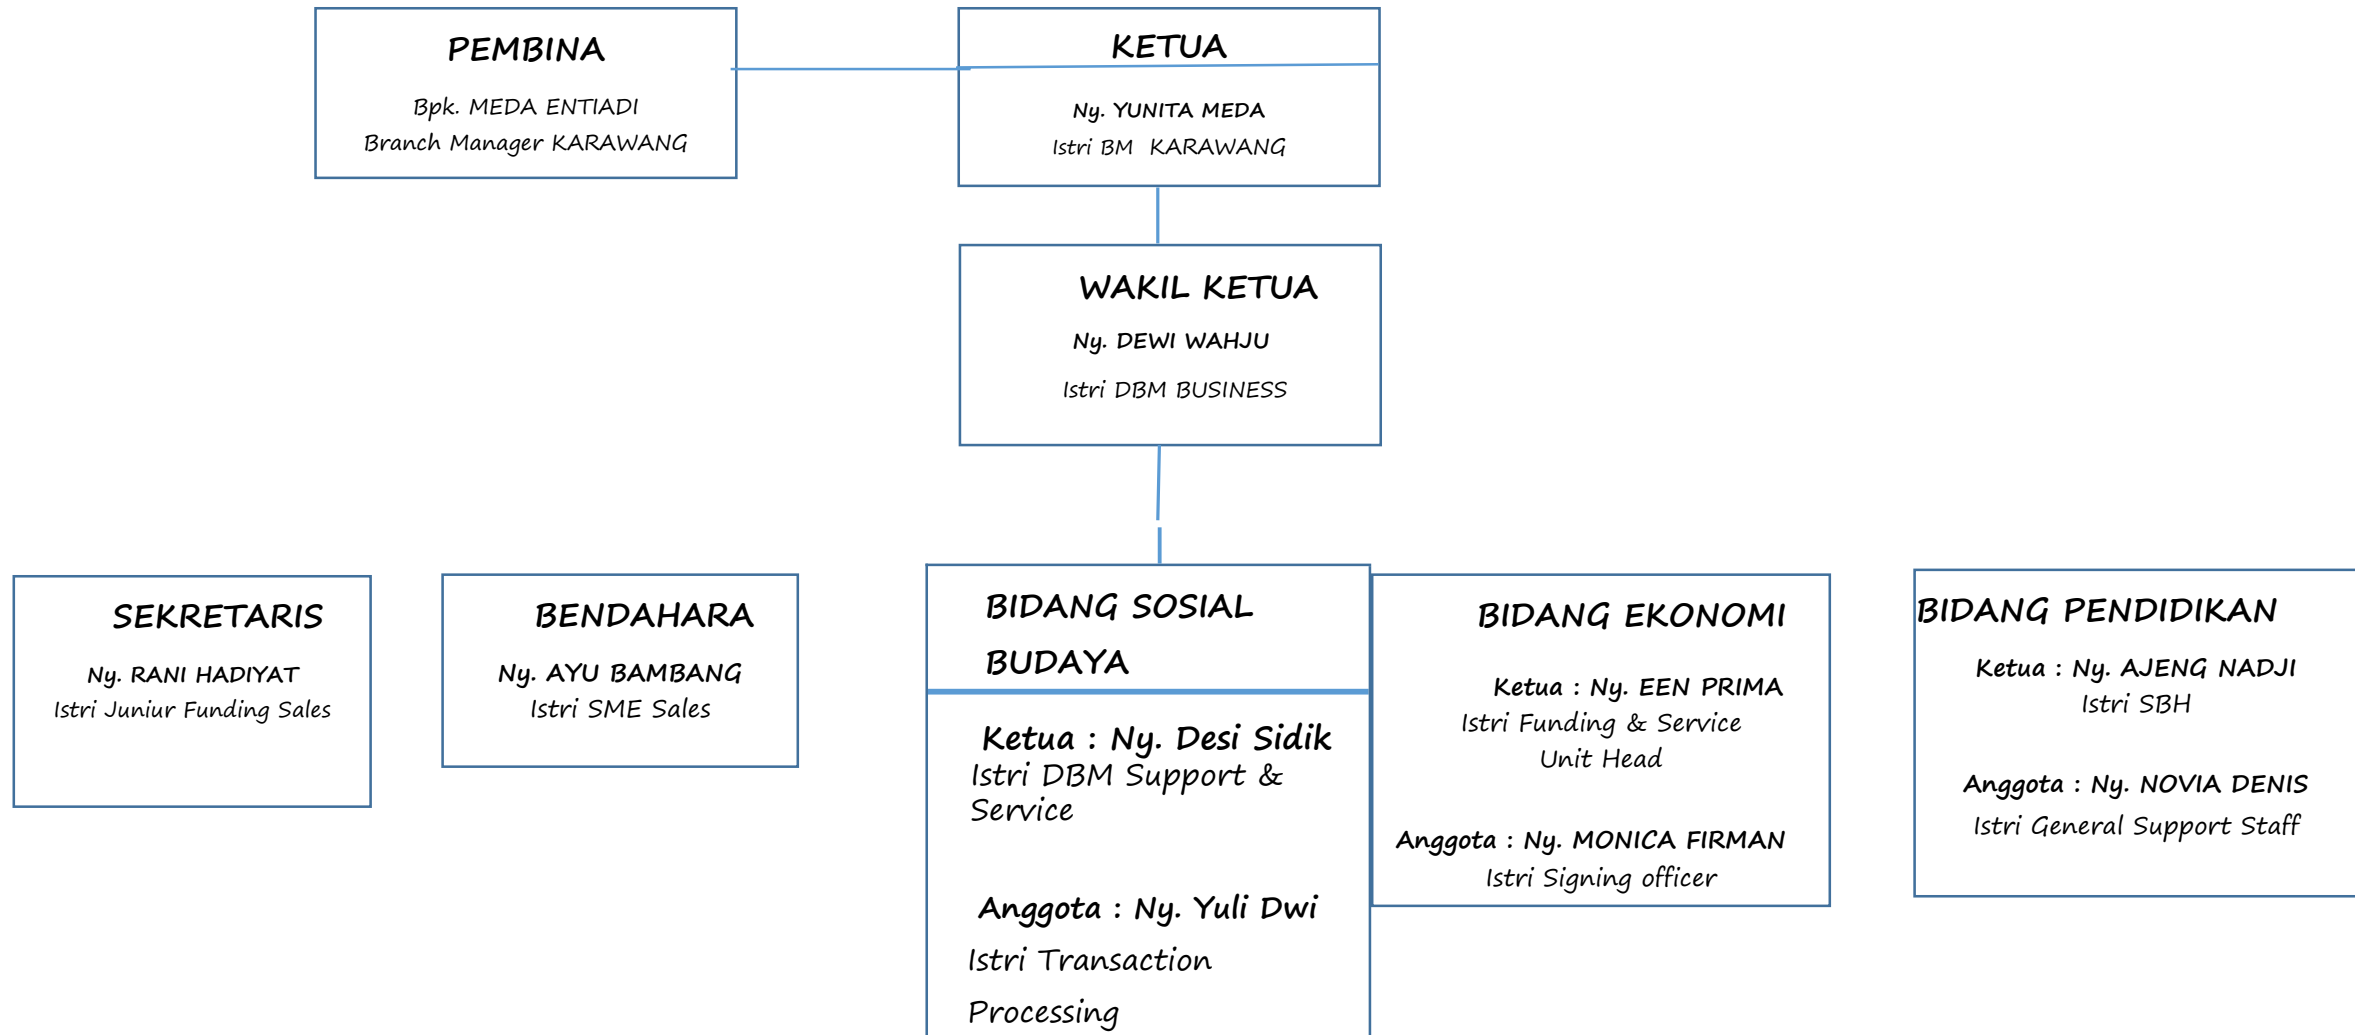 PEMBINA
Bpk. MEDA ENTIADI
Branch Manager KARAWANG
KETUA
Ny. YUNITA MEDA
Istri BM KARAWANG
WAKIL KETUA
Ny. DEWI WAHJU
Istri DBM BUSINESS
SEKRETARIS
Ny. RANI HADIYAT
Istri Juniur Funding Sales
BENDAHARA
Ny. AYU BAMBANG
Istri SME Sales
BIDANG SOSIAL
BUDAYA
Ketua : Ny. Desi Sidik
Istri DBM Support &
Service
Anggota : Ny. Yuli Dwi
Istri Transaction
Processing
BIDANG EKONOMI
Ketua : Ny. EEN PRIMA
Istri Funding & Service
Unit Head
Anggota : Ny. MONICA FIRMAN
Istri Signing officer
BIDANG PENDIDIKAN
Ketua : Ny. AJENG NADJI
Istri SBH
Anggota : Ny. NOVIA DENIS
Istri General Support Staff